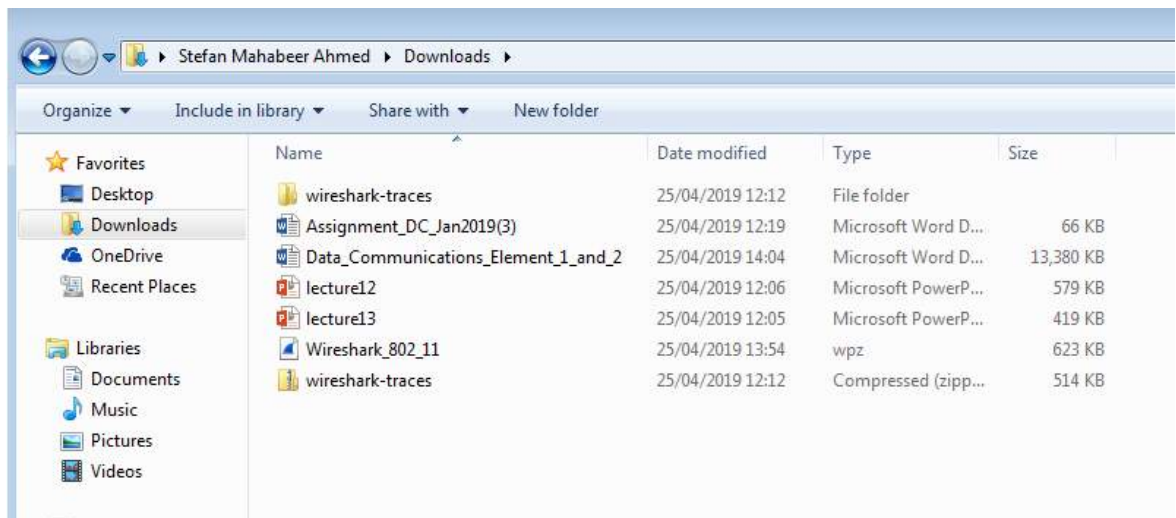 Stefan Mahabeer Ahmed Downloads
Organize Include in library Share with New folder
Favorites
Desktop
Downloads
OneDrive
Recent Places
Libraries
Documents
Music
Pictures
Videos
Name Date modified Type Size
wireshark-traces 25/04/2019 12:12 File folder
Assignment_DC_Jan2019(3) 25/04/2019 12:19 Microsoft Word D... 66 KB
Data_Communications_Element_1_and_2 25/04/2019 14:04 Microsoft Word D... 13,380 KB
lecture12 25/04/2019 12:06 Microsoft PowerP... 579 KB
lecture13 25/04/2019 12:05 Microsoft PowerP... 419 KB
Wireshark_802_11 25/04/2019 13:54 wpz 623 KB
wireshark-traces 25/04/2019 12:12 Compressed (zipp... 514 KB